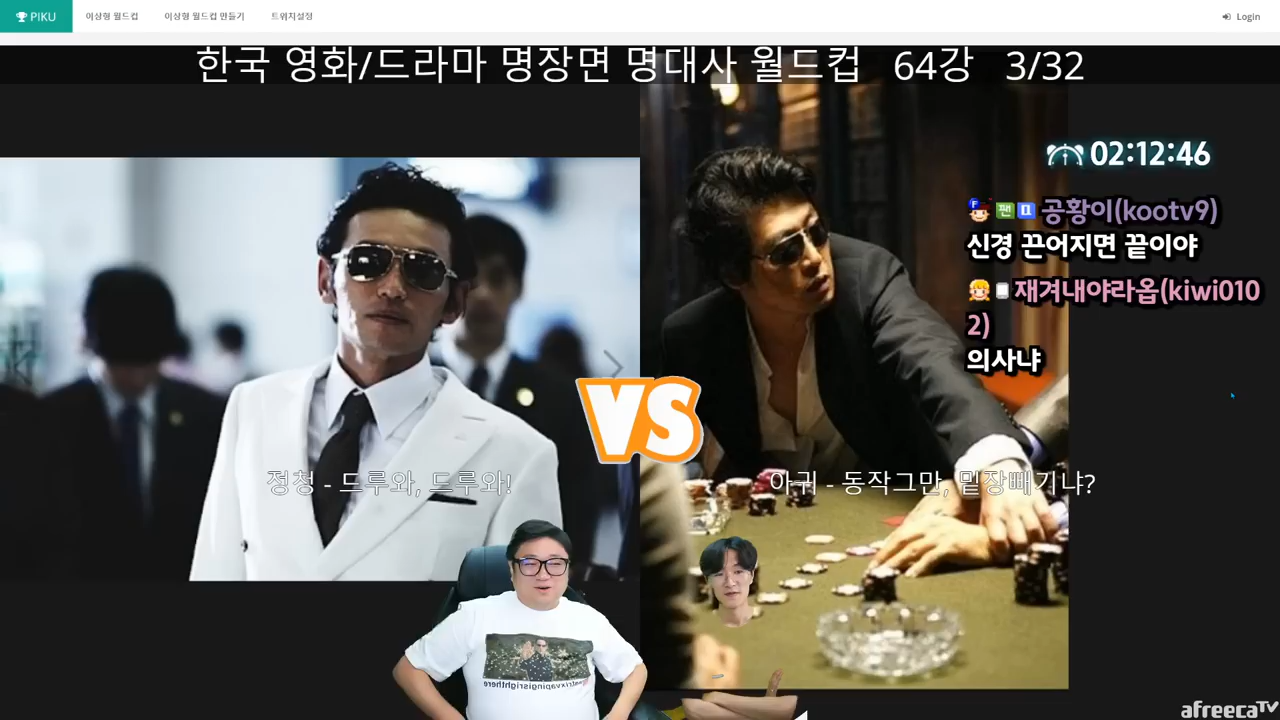 PIKU
이상형 월드컵
이상형 월드컵 만들기
트위치설정
Login
한국 영화/드라마 명장면 명대사 월드컵 64강 3/32
02:12:46
공황이(kootv9)
신경 끈어지면 끝이야
재겨내야라옵(kiwi010
2)
의사냐
VS
정청 - 드루와, 드루와!
아귀 - 동작그만, 밑장빼기냐?
afreecaTV